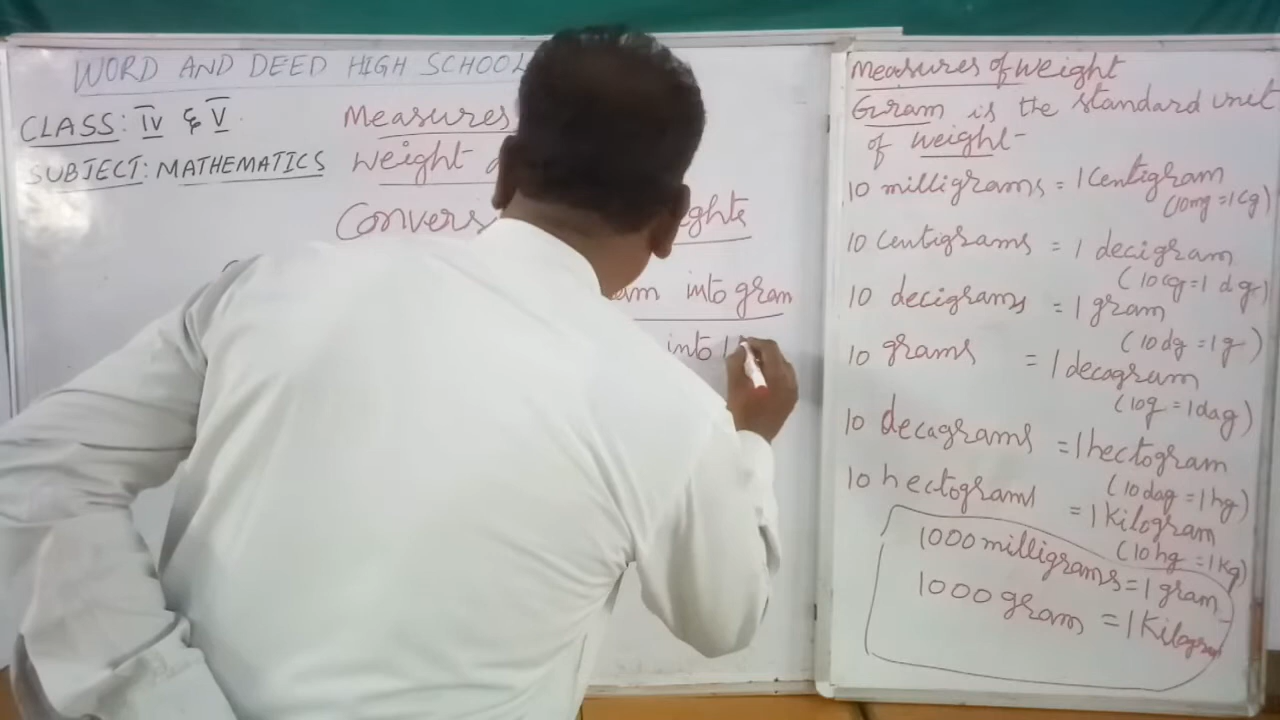 WORD AND DEED HIGH SCHOOL
CLASS: IV & V
SUBJECT: MATHEMATICS
Measures
Weight
Convers
into gram
into
Measures of Weight
Gram is the standard unit
of weight-
10 milligrams = 1 Centigram
(10mg = 1cg)
10 Centigrams = 1 decigram
(10cg = 1 dg)
10 decigrams = 1 gram
(10dg = 1g)
10 grams = 1 decagram
(10g = 1dag)
10 decagrams = 1 hectogram
(10dag = 1hg)
10 hectograms = 1 Kilogram
(10hg = 1kg)
1000 milligrams = 1 gram
1000 gram = 1 Kilogram